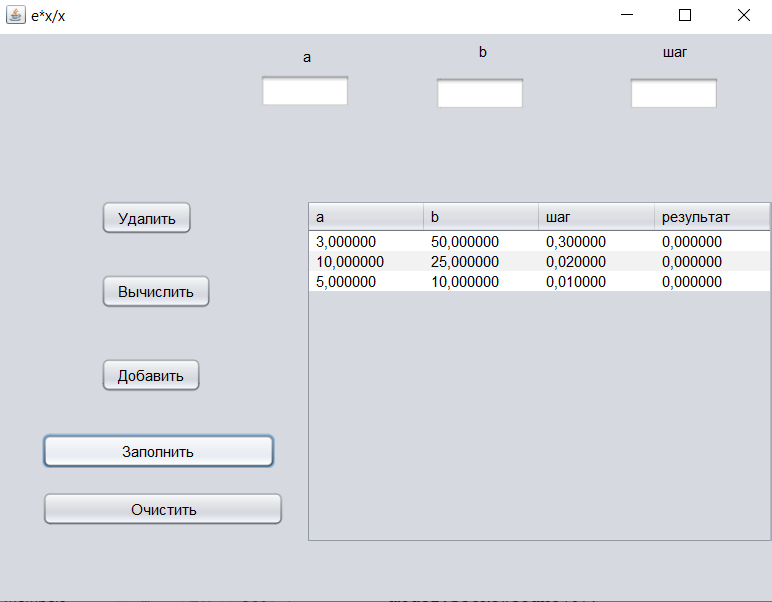 e*x/x
a b шаг
Удалить
Вычислить
Добавить
Заполнить
Очистить
a b шаг результат
3,000000 50,000000 0,300000 0,000000
10,000000 25,000000 0,020000 0,000000
5,000000 10,000000 0,010000 0,000000